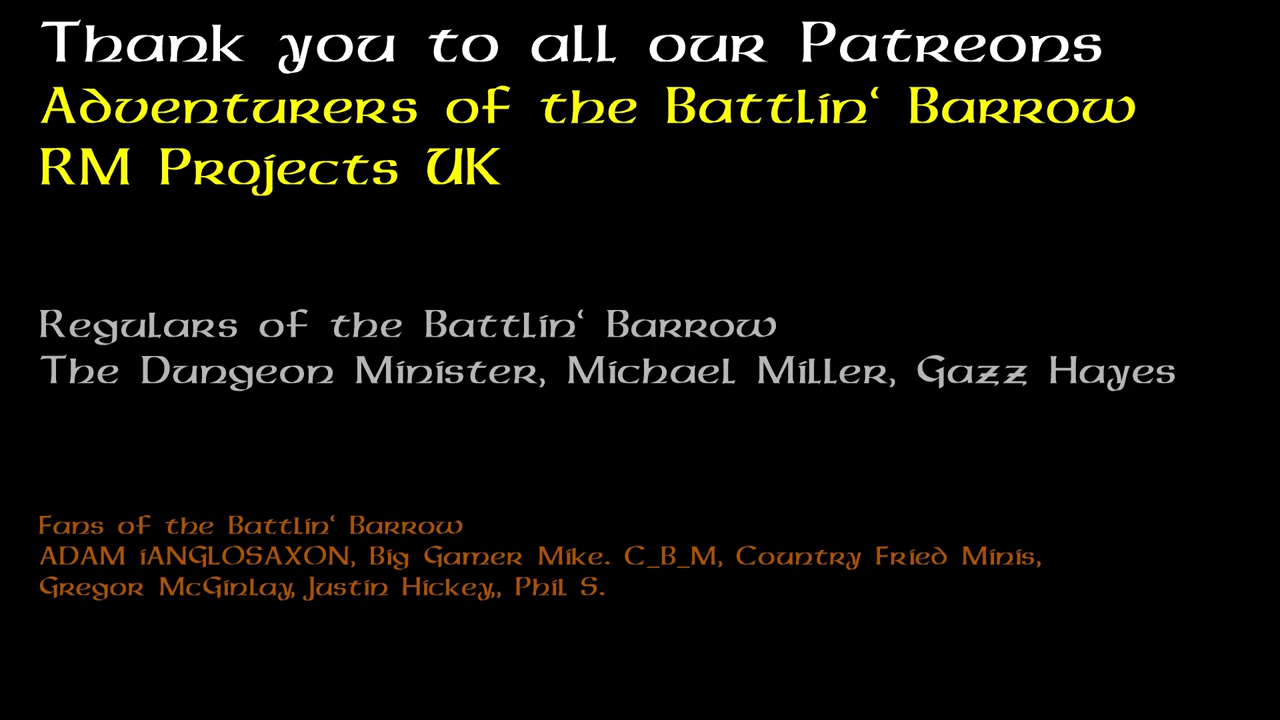 Thank you to all our Patreons
Adventurers of the Battlin‘ Barrow
RM Projects UK
Regulars of the Battlin‘ Barrow
The Dungeon Minister, Michael Miller, Gazz Hayes
Fans of the Battlin‘ Barrow
ADAM iANGLOSAXON, Big Gamer Mike. C_B_M, Country Fried Minis,
Gregor McGinlay, Justin Hickey,, Phil S.